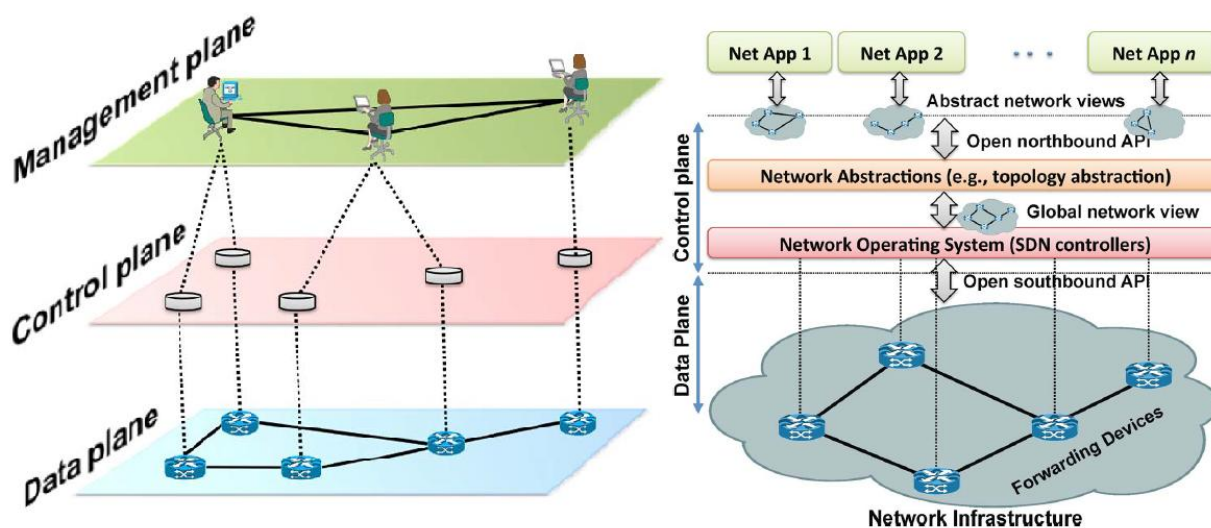 Management plane
Control plane
Data plane
Net App 1
Net App 2
Net App n
Abstract network views
Open northbound API
Network Abstractions (e.g., topology abstraction)
Global network view
Network Operating System (SDN controllers)
Open southbound API
Control plane
Data Plane
Forwarding Devices
Network Infrastructure